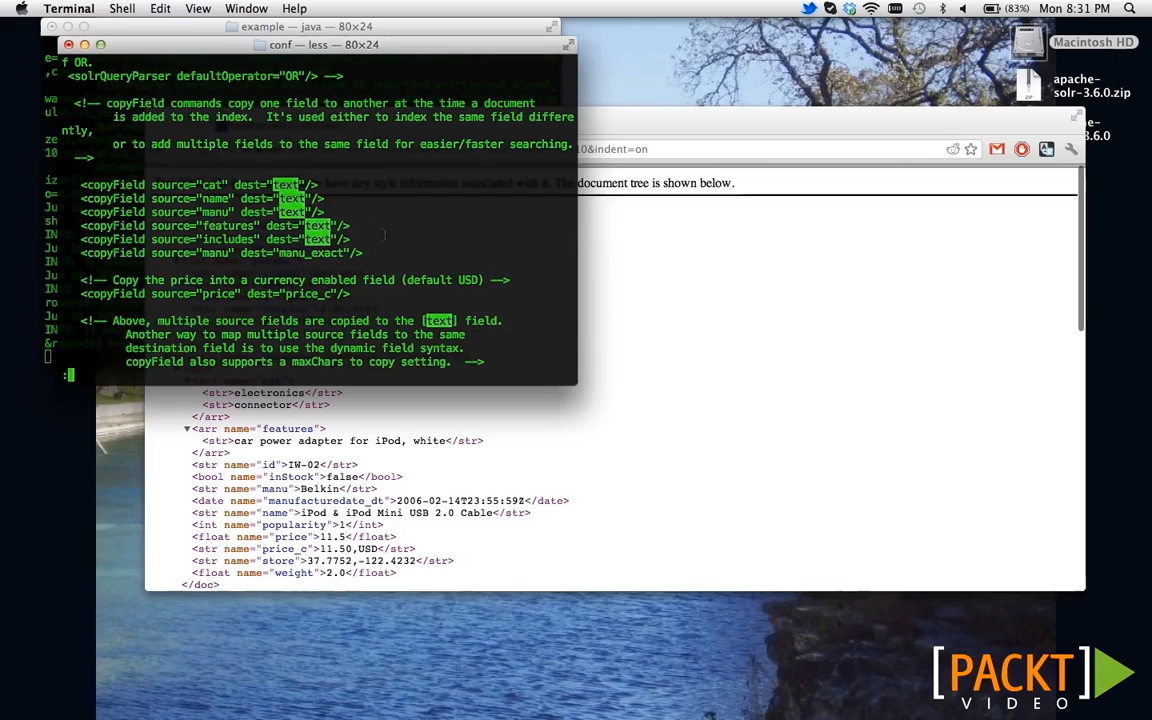 Terminal Shell Edit View Window Help (83%) Mon 8:31 PM
example — java — 80×24
conf — less — 80×24
Macintosh HD
apache-
solr-3.6.0.zip
3.6.0
f OR.
<solrQueryParser defaultOperator="OR"/> -->
<!-- copyField commands copy one field to another at the time a document
is added to the index. It's used either to index the same field differe
ntly,
or to add multiple fields to the same field for easier/faster searching.
-->
<copyField source="cat" dest="text"/>
<copyField source="name" dest="text"/>
<copyField source="manu" dest="text"/>
<copyField source="features" dest="text"/>
<copyField source="includes" dest="text"/>
<copyField source="manu" dest="manu_exact"/>
<!-- Copy the price into a currency enabled field (default USD) -->
<copyField source="price" dest="price_c"/>
<!-- Above, multiple source fields are copied to the [text] field.
Another way to map multiple source fields to the same
destination field is to use the dynamic field syntax.
copyField also supports a maxChars to copy setting. -->
:
10&indent=on
have any style information associated with it. The document tree is shown below.
<str>electronics</str>
<str>connector</str>
</arr>
<arr name="features">
<str>car power adapter for iPod, white</str>
</arr>
<str name="id">IW-02</str>
<bool name="inStock">false</bool>
<str name="manu">Belkin</str>
<date name="manufacturedate_dt">2006-02-14T23:55:59Z</date>
<str name="name">iPod & iPod Mini USB 2.0 Cable</str>
<int name="popularity">1</int>
<float name="price">11.5</float>
<str name="price_c">11.50,USD</str>
<str name="store">37.7752,-122.4232</str>
<float name="weight">2.0</float>
</doc>
[PACKT]
VIDEO